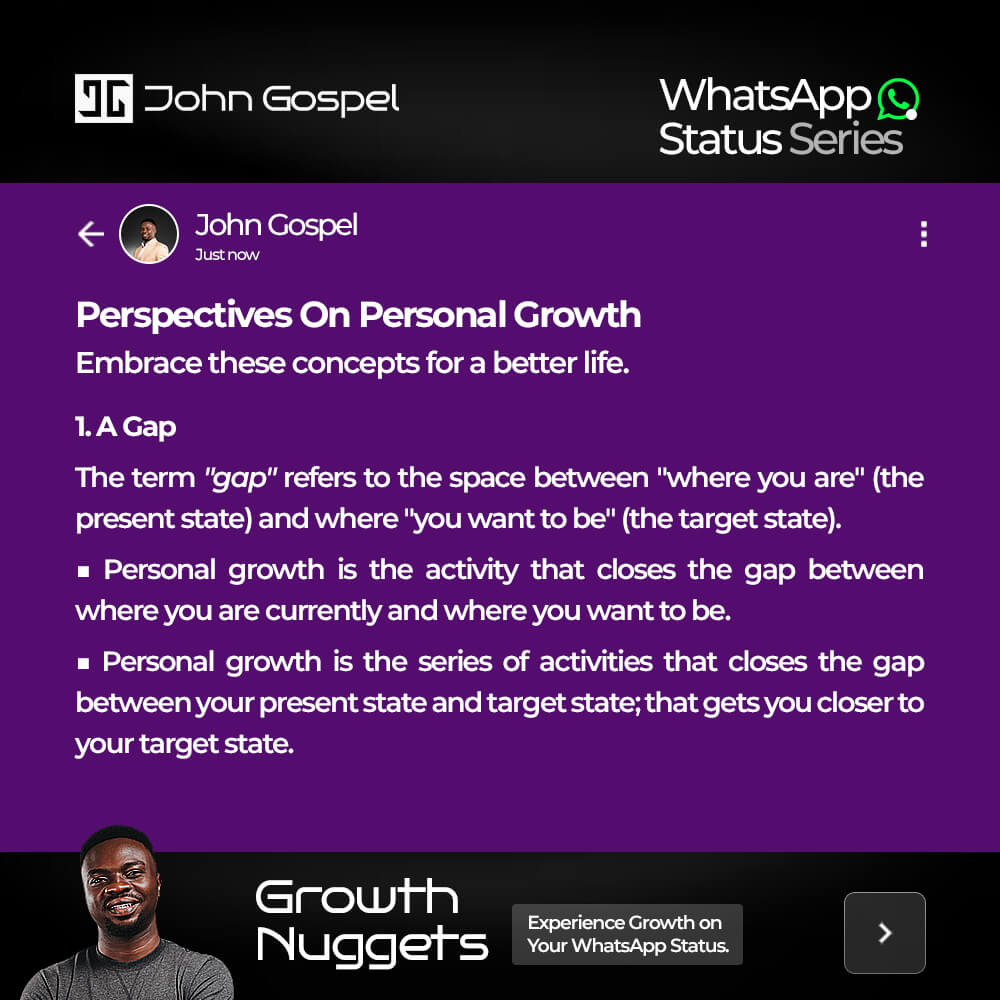 JG John Gospel
WhatsApp
Status Series
John Gospel
Just now
Perspectives On Personal Growth
Embrace these concepts for a better life.
1. A Gap
The term "gap" refers to the space between "where you are" (the
present state) and where "you want to be" (the target state).
▪ Personal growth is the activity that closes the gap between
where you are currently and where you want to be.
▪ Personal growth is the series of activities that closes the gap
between your present state and target state; that gets you closer to
your target state.
Growth
Nuggets
Experience Growth on
Your WhatsApp Status.